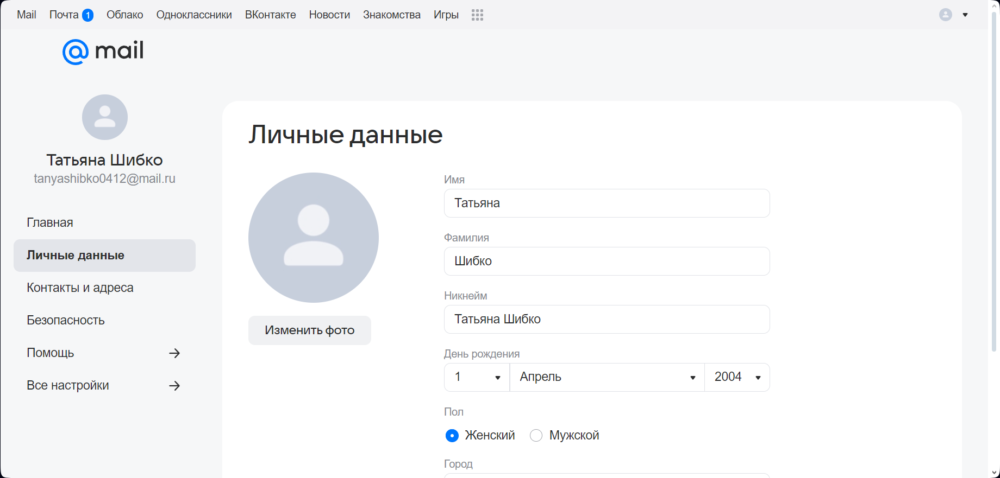 Mail Почта 1 Облако Одноклассники ВКонтакте Новости Знакомства Игры
@mail
Татьяна Шибко
tanyashibko0412@mail.ru
Главная
Личные данные
Контакты и адреса
Безопасность
Помощь
Все настройки
Личные данные
Изменить фото
Имя
Татьяна
Фамилия
Шибко
Никнейм
Татьяна Шибко
День рождения
1 Апрель 2004
Пол
Женский Мужской
Город